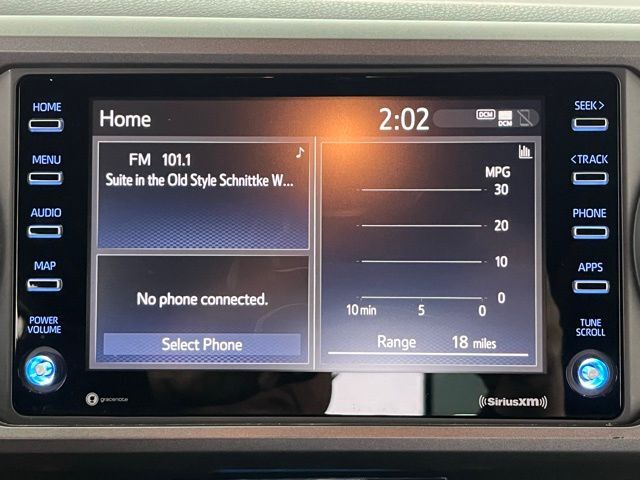 HOME
MENU
AUDIO
MAP
POWER
VOLUME
Home
2:02
DCM
DCM
FM 101.1
Suite in the Old Style Schnittke W...
No phone connected.
Select Phone
MPG
30
20
10
0
10 min 5 0
Range 18 miles
SEEK >
< TRACK
PHONE
APPS
TUNE
SCROLL
gracenote
((SiriusXM))